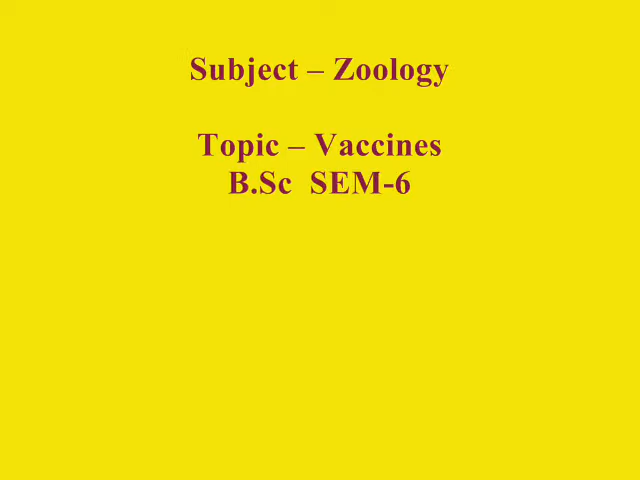 Subject – Zoology
Topic – Vaccines
B.Sc  SEM-6